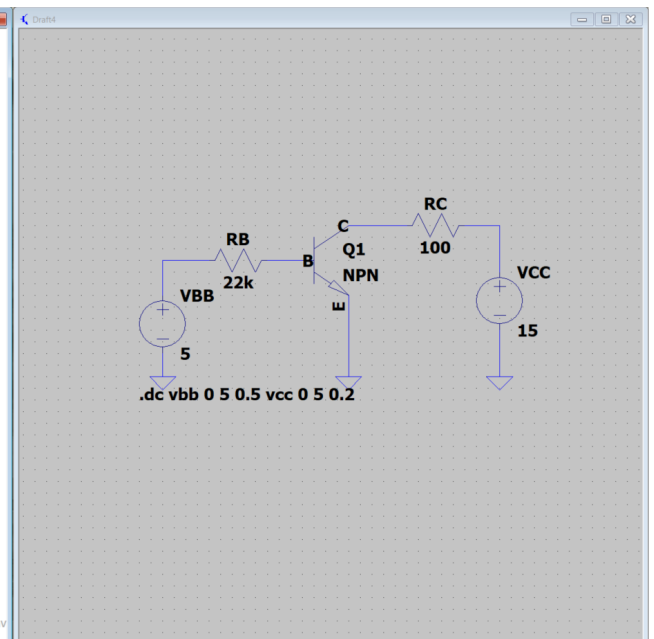 Draft4
RC
C
RB
Q1
100
B
NPN
VCC
22k
VBB
E
15
5
.dc vbb 0 5 0.5 vcc 0 5 0.2
v